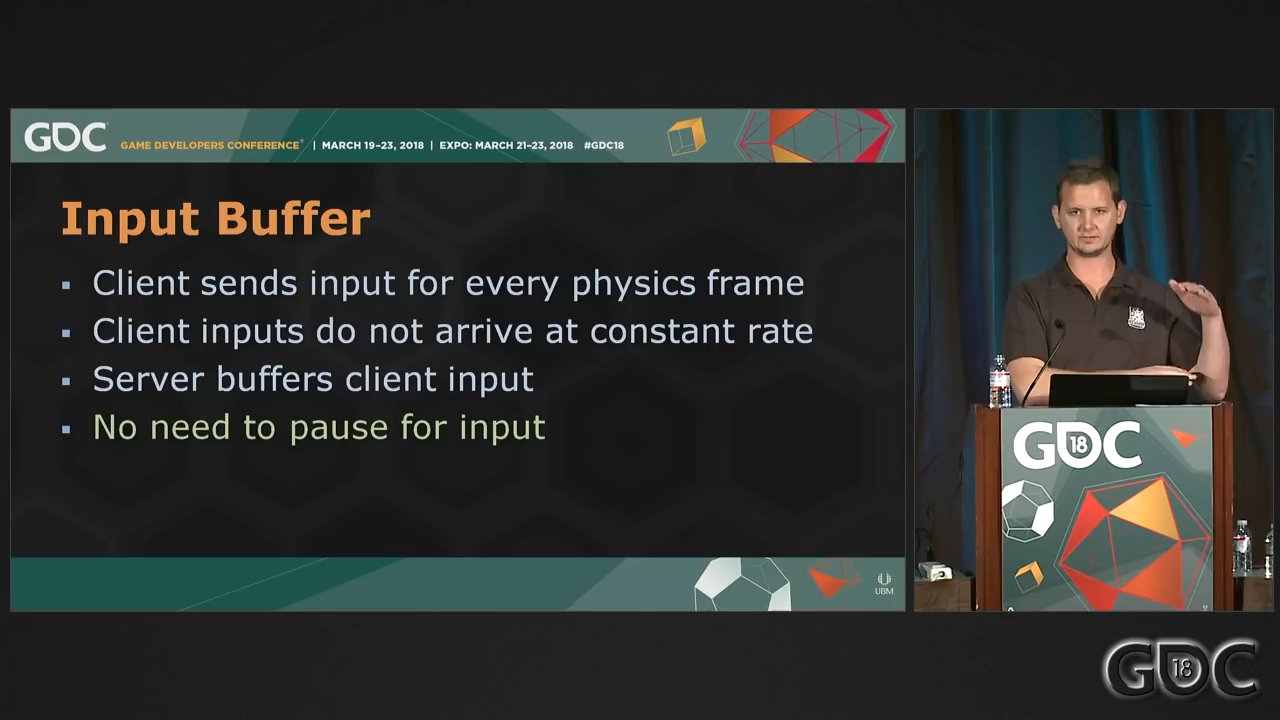 GDC GAME DEVELOPERS CONFERENCE® | MARCH 19–23, 2018 | EXPO: MARCH 21–23, 2018 #GDC18
Input Buffer
Client sends input for every physics frame
Client inputs do not arrive at constant rate
Server buffers client input
No need to pause for input
UBM
GDC 18
GDC 18